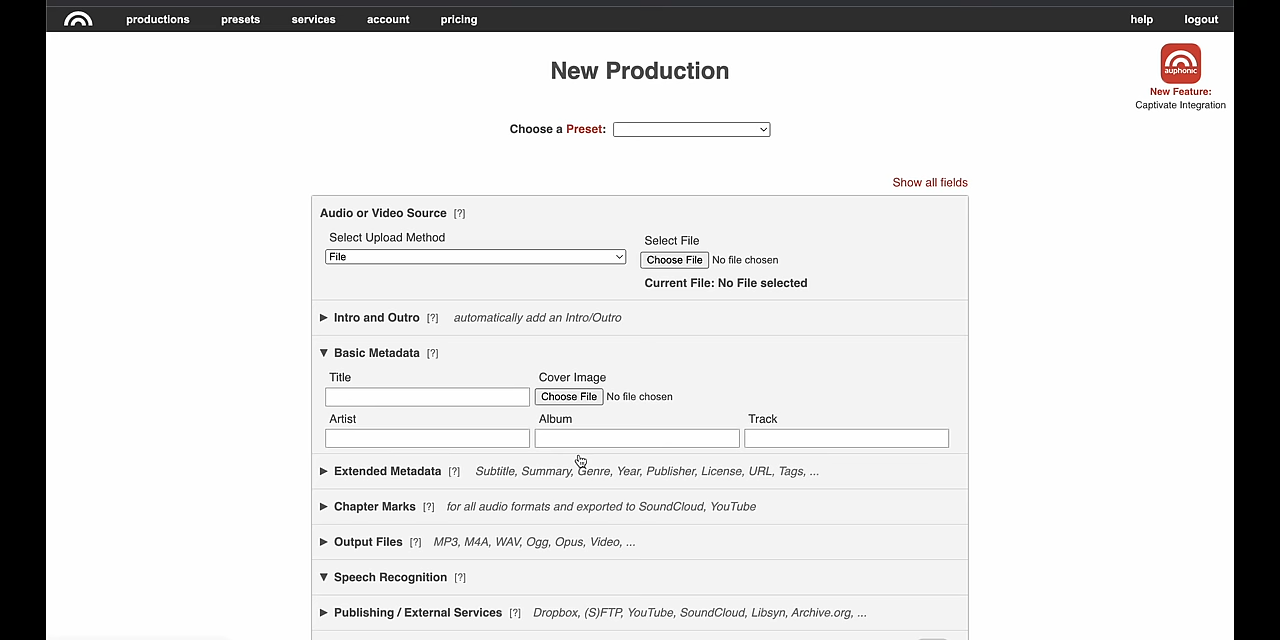 productions presets services account pricing help logout
New Production
auphonic
New Feature:
Captivate Integration
Choose a Preset:
Show all fields
Audio or Video Source [?]
Select Upload Method
Select File
File
Choose File No file chosen
Current File: No File selected
Intro and Outro [?] automatically add an Intro/Outro
Basic Metadata [?]
Title Cover Image
Choose File No file chosen
Artist Album Track
Extended Metadata [?] Subtitle, Summary, Genre, Year, Publisher, License, URL, Tags, ...
Chapter Marks [?] for all audio formats and exported to SoundCloud, YouTube
Output Files [?] MP3, M4A, WAV, Ogg, Opus, Video, ...
Speech Recognition [?]
Publishing / External Services [?] Dropbox, (S)FTP, YouTube, SoundCloud, Libsyn, Archive.org, ...